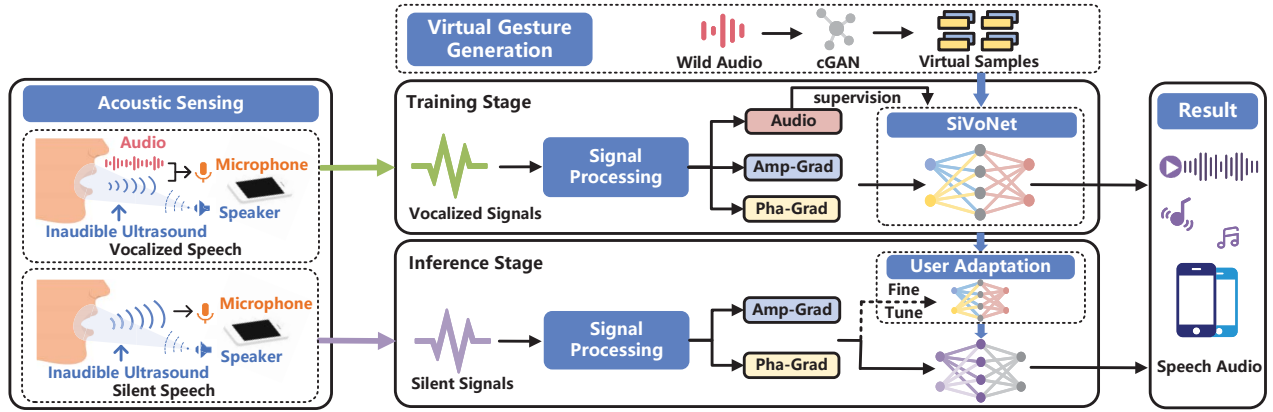 Virtual Gesture
Generation
Wild Audio
cGAN
Virtual Samples
Acoustic Sensing
Audio
Microphone
Speaker
Inaudible Ultrasound
Vocalized Speech
Microphone
Speaker
Inaudible Ultrasound
Silent Speech
Training Stage
Vocalized Signals
Signal
Processing
supervision
Audio
Amp-Grad
Pha-Grad
SiVoNet
Inference Stage
Silent Signals
Signal
Processing
Amp-Grad
Pha-Grad
User Adaptation
Fine
Tune
Result
Speech Audio